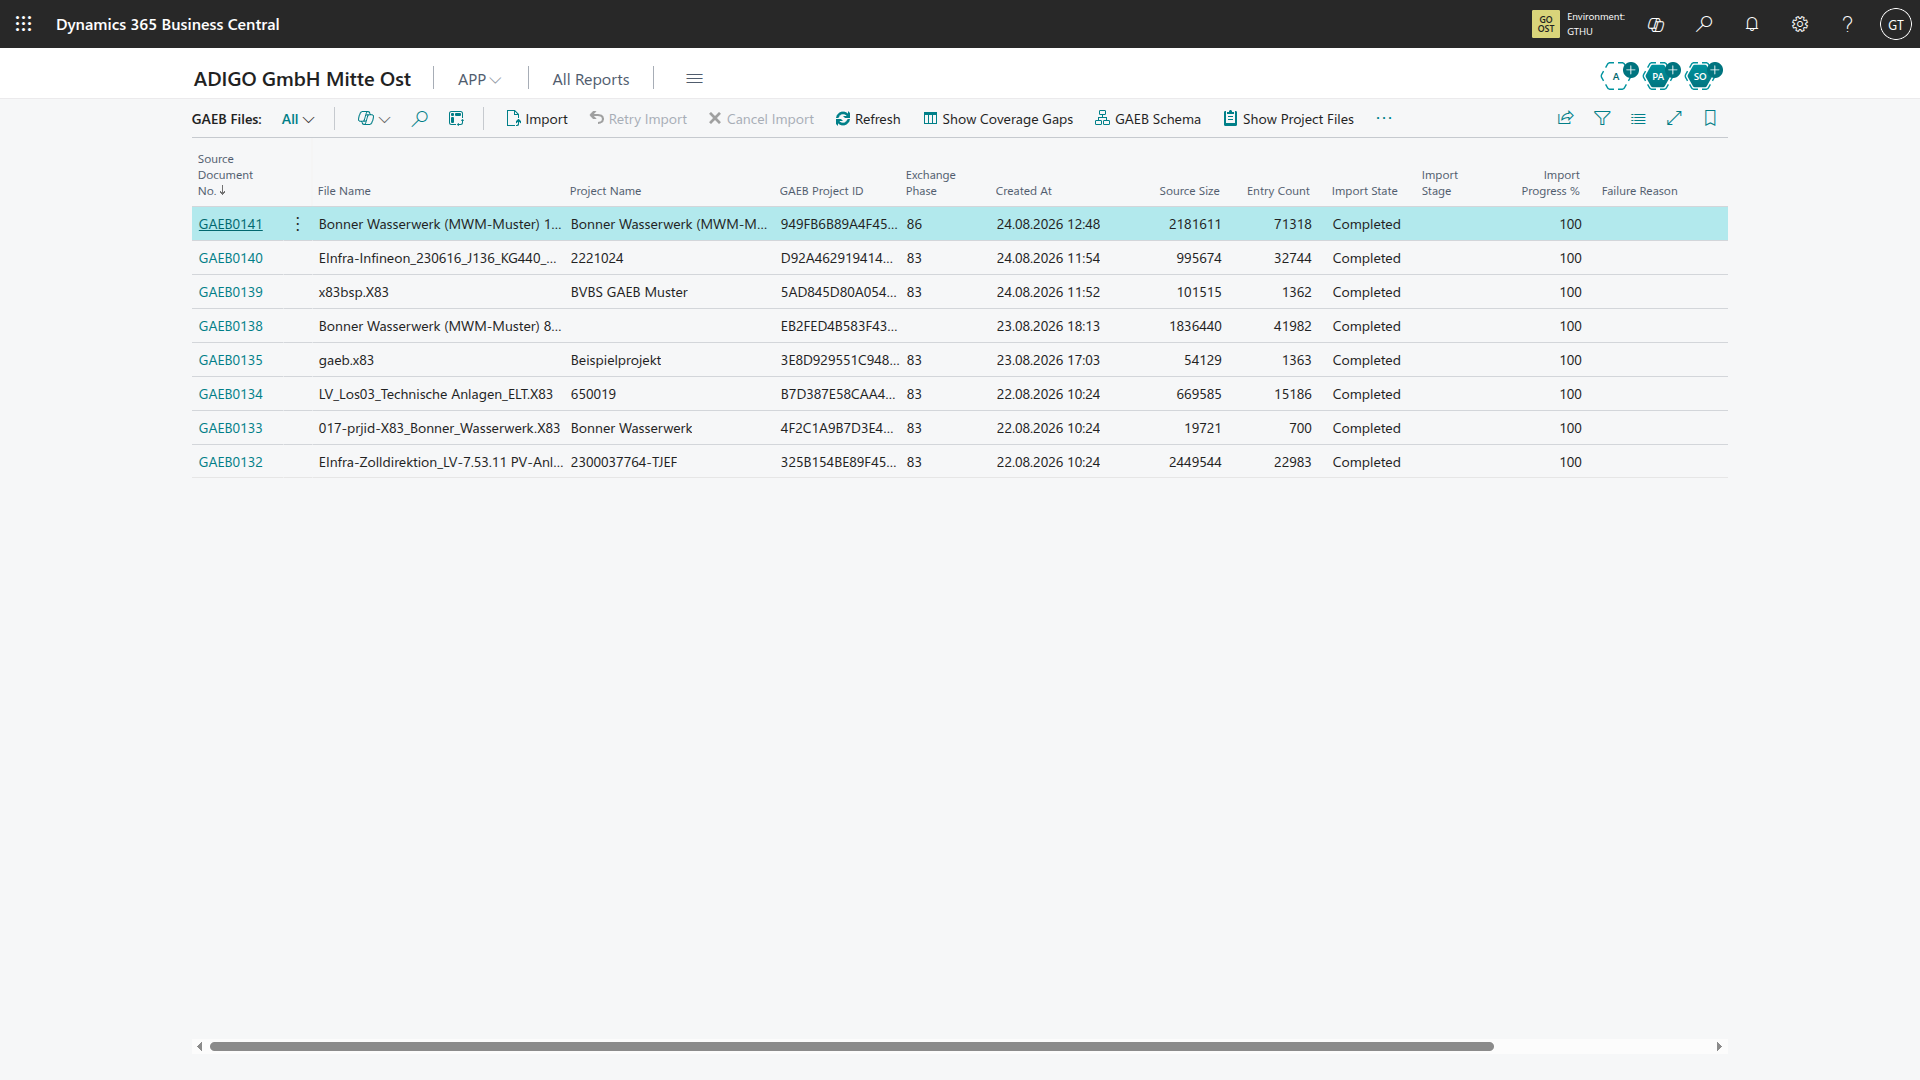 Dynamics 365 Business Central
GO OST
Environment: GTHU
GT
ADIGO GmbH Mitte Ost
APP
All Reports
A PA SO
GAEB Files: All
Import
Retry Import
Cancel Import
Refresh
Show Coverage Gaps
GAEB Schema
Show Project Files
Source Document No. ↓ File Name Project Name GAEB Project ID Exchange Phase Created At Source Size Entry Count Import State Import Stage Import Progress % Failure Reason
GAEB0141 Bonner Wasserwerk (MWM-Muster) 1... Bonner Wasserwerk (MWM-M... 949FB6B89A4F45... 86 24.08.2026 12:48 2181611 71318 Completed 100
GAEB0140 EInfra-Infineon_230616_J136_KG440_... 2221024 D92A462919414... 83 24.08.2026 11:54 995674 32744 Completed 100
GAEB0139 x83bsp.X83 BVBS GAEB Muster 5AD845D80A054... 83 24.08.2026 11:52 101515 1362 Completed 100
GAEB0138 Bonner Wasserwerk (MWM-Muster) 8... EB2FED4B583F43... 23.08.2026 18:13 1836440 41982 Completed 100
GAEB0135 gaeb.x83 Beispielprojekt 3E8D929551C948... 83 23.08.2026 17:03 54129 1363 Completed 100
GAEB0134 LV_Los03_Technische Anlagen_ELT.X83 650019 B7D387E58CAA4... 83 22.08.2026 10:24 669585 15186 Completed 100
GAEB0133 017-prjid-X83_Bonner_Wasserwerk.X83 Bonner Wasserwerk 4F2C1A9B7D3E4... 83 22.08.2026 10:24 19721 700 Completed 100
GAEB0132 EInfra-Zolldirektion_LV-7.53.11 PV-Anl... 2300037764-TJEF 325B154BE89F45... 83 22.08.2026 10:24 2449544 22983 Completed 100